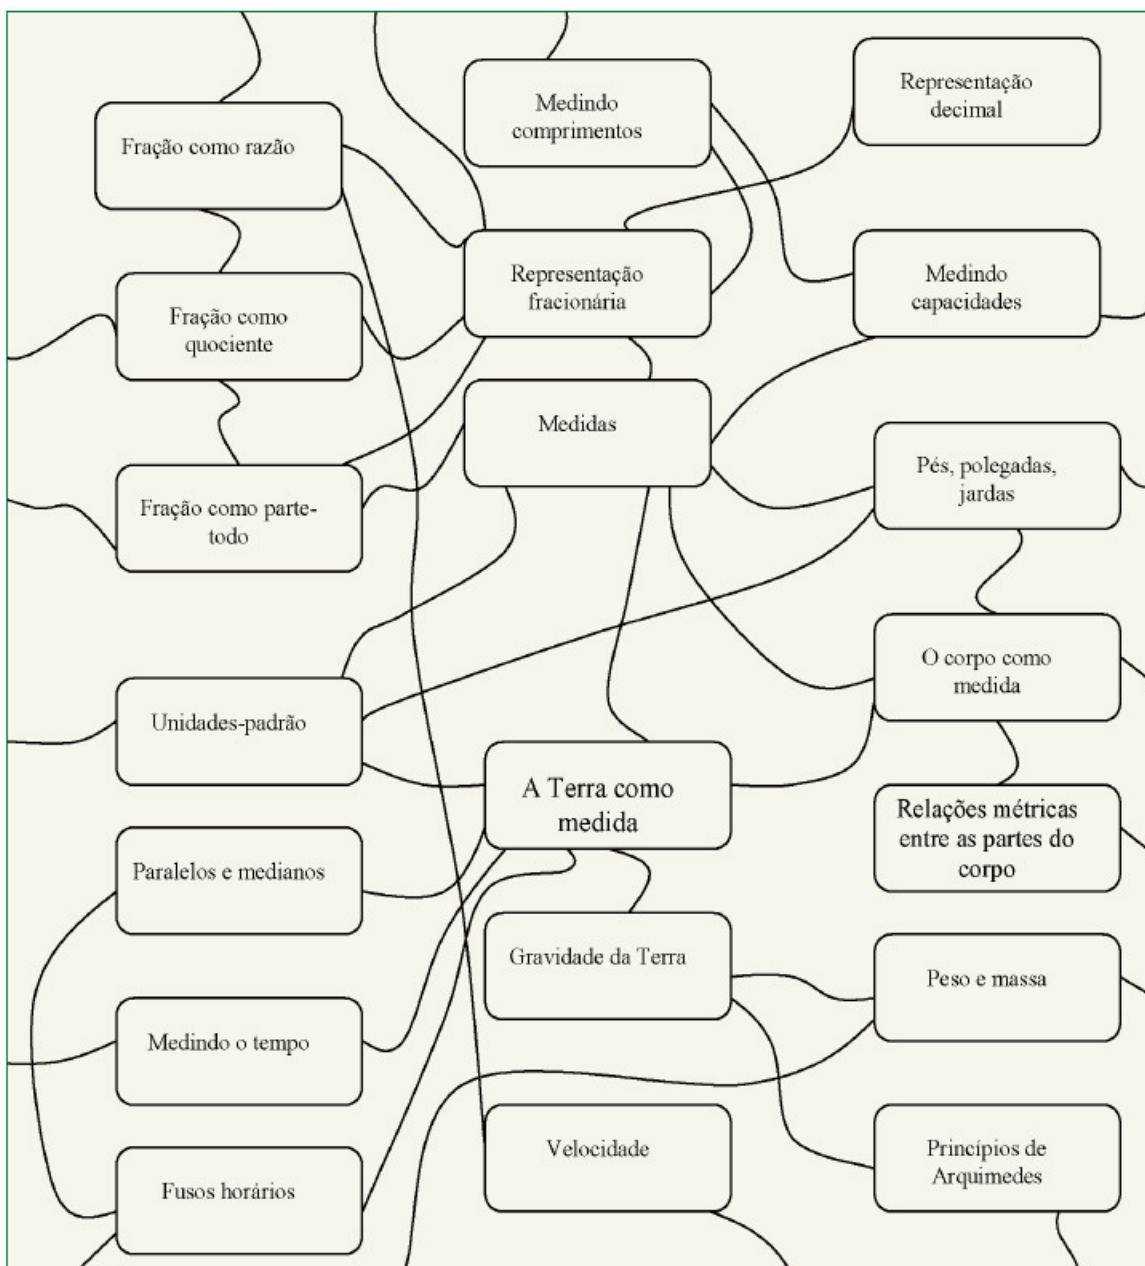 Medindo
comprimentos
Representação
decimal
Fração como razão
Representação
fracionária
Medindo
capacidades
Fração como
quociente
Medidas
Pés, polegadas,
jardas
Fração como parte-
todo
O corpo como
medida
Unidades-padrão
A Terra como
medida
Relações métricas
entre as partes do
corpo
Paralelos e medianos
Gravidade da Terra
Peso e massa
Medindo o tempo
Velocidade
Princípios de
Arquimedes
Fusos horários